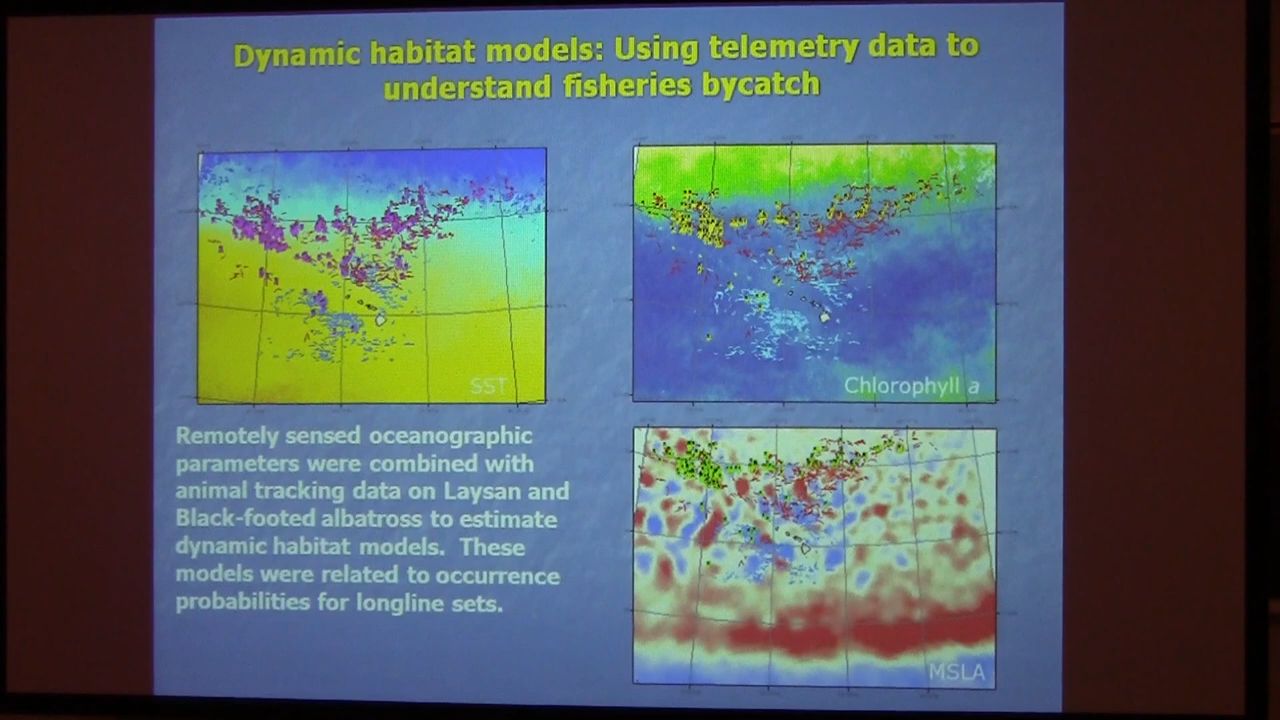 Dynamic habitat models: Using telemetry data to
understand fisheries bycatch
SST
Chlorophyll a
Remotely sensed oceanographic
parameters were combined with
animal tracking data on Laysan and
Black-footed albatross to estimate
dynamic habitat models. These
models were related to occurrence
probabilities for longline sets.
MSLA